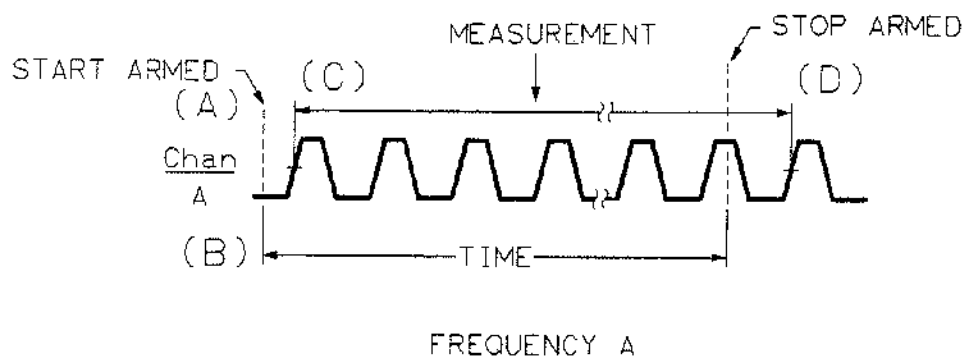 MEASUREMENT
STOP ARMED
START ARMED
(A)
(C)
(D)
Chan
A
(B)
TIME
FREQUENCY A